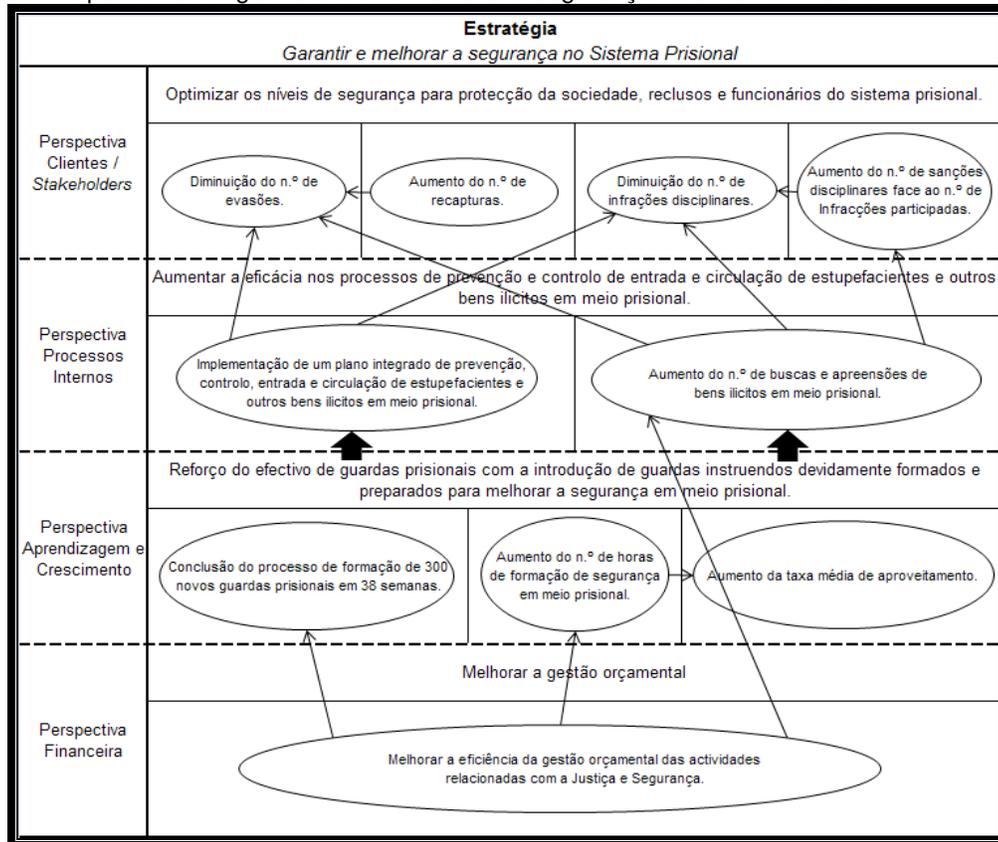 Estratégia
Garantir e melhorar a segurança no Sistema Prisional
Perspectiva
Clientes /
Stakeholders
Optimizar os níveis de segurança para protecção da sociedade, reclusos e funcionários do sistema prisional.
Diminuição do n.º de
evasões.
Aumento do n.º de
recapturas.
Diminuição do n.º de
infrações disciplinares.
Aumento do n.º de sanções
disciplinares face ao n.º de
Infracções participadas.
Perspectiva
Processos
Internos
Aumentar a eficácia nos processos de prevenção e controlo de entrada e circulação de estupefacientes e outros
bens ilicitos em meio prisional.
Implementação de um plano integrado de prevenção,
controlo, entrada e circulação de estupefacientes e
outros bens ilicitos em meio prisional.
Aumento do n.º de buscas e apreensões de
bens ilicitos em meio prisional.
Perspectiva
Aprendizagem e
Crescimento
Reforço do efectivo de guardas prisionais com a introdução de guardas instruendos devidamente formados e
preparados para melhorar a segurança em meio prisional.
Conclusão do processo de formação de 300
novos guardas prisionais em 38 semanas.
Aumento do n.º de horas
de formação de segurança
em meio prisional.
Aumento da taxa média de aproveitamento.
Perspectiva
Financeira
Melhorar a gestão orçamental
Melhorar a eficiência da gestão orçamental das actividades
relacionadas com a Justiça e Segurança.